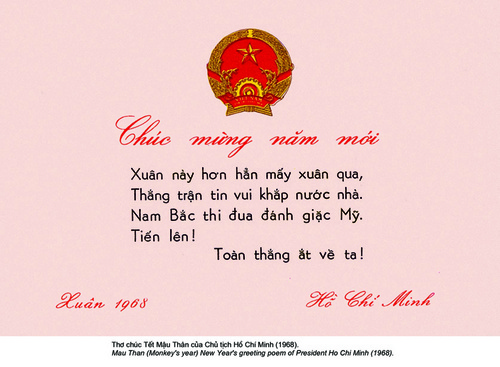 Chúc mừng năm mới
Xuân này hơn hẳn mấy xuân qua,
Thắng trận tin vui khắp nước nhà.
Nam Bắc thi đua đánh giặc Mỹ.
Tiến lên!
Toàn thắng ắt về ta!
Xuân 1968
Hồ Chí Minh
Thơ chúc Tết Mậu Thân của Chủ tịch Hồ Chí Minh (1968).
Mau Than (Monkey's year) New Year's greeting poem of President Ho Chi Minh (1968).